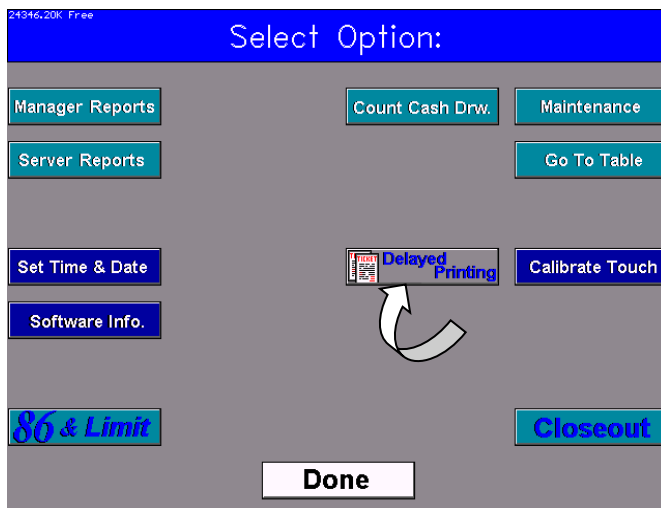 24346.20K Free
Select Option:
Manager Reports
Count Cash Drw.
Maintenance
Server Reports
Go To Table
Set Time & Date
TICKET
Delayed
Printing
Calibrate Touch
Software Info.
86 & Limit
Closeout
Done